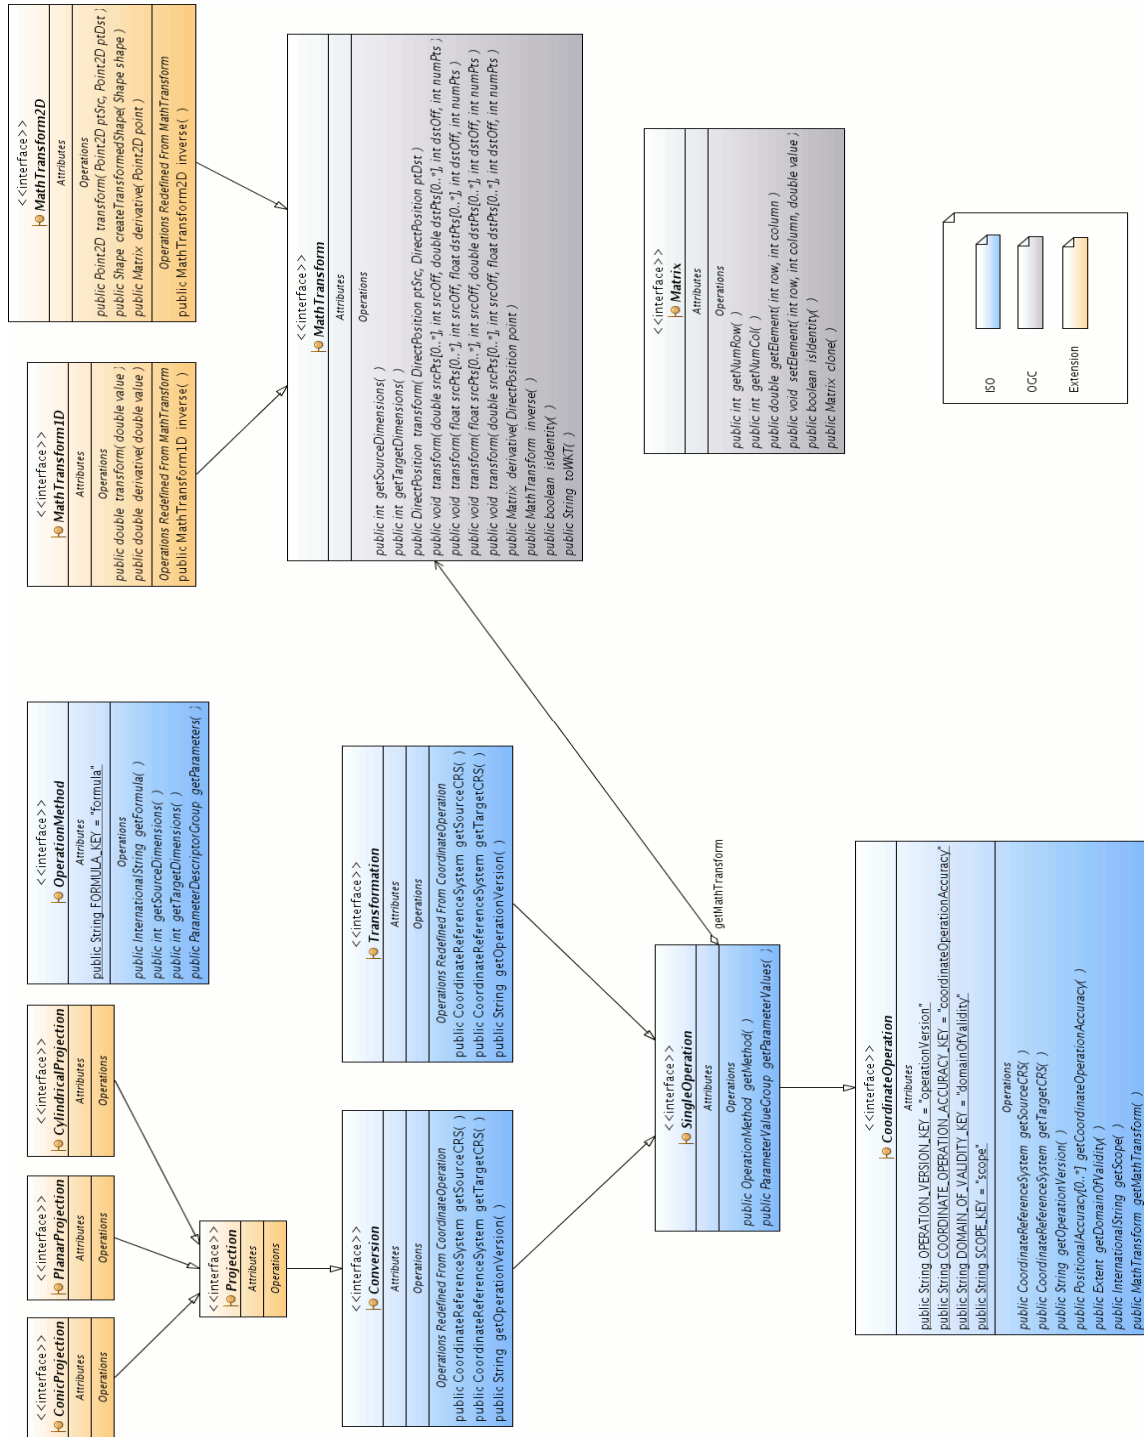 <<interface>>
ConicProjection
Attributes
Operations
<<interface>>
PlanarProjection
Attributes
Operations
<<interface>>
CylindricalProjection
Attributes
Operations
<<interface>>
OperationMethod
Attributes
public String FORMULA_KEY = "formula"
Operations
public InternationalString getFormula( )
public int getSourceDimensions( )
public int getTargetDimensions( )
public ParameterDescriptorGroup getParameters( )
<<interface>>
MathTransform1D
Attributes
Operations
public double transform( double value )
public double derivative( double value )
Operations Redefined From MathTransform
public MathTransform1D inverse( )
<<interface>>
MathTransform2D
Attributes
Operations
public Point2D transform( Point2D ptSrc, Point2D ptDst )
public Shape createTransformedShape( Shape shape )
public Matrix derivative( Point2D point )
Operations Redefined From MathTransform
public MathTransform2D inverse( )
<<interface>>
Projection
Attributes
Operations
<<interface>>
Conversion
Attributes
Operations
Operations Redefined From CoordinateOperation
public CoordinateReferenceSystem getSourceCRS( )
public CoordinateReferenceSystem getTargetCRS( )
public String getOperationVersion( )
<<interface>>
Transformation
Attributes
Operations
Operations Redefined From CoordinateOperation
public CoordinateReferenceSystem getSourceCRS( )
public CoordinateReferenceSystem getTargetCRS( )
public String getOperationVersion( )
<<interface>>
MathTransform
Attributes
Operations
public int getSourceDimensions( )
public int getTargetDimensions( )
public DirectPosition transform( DirectPosition ptSrc, DirectPosition ptDst )
public void transform( double srcPts[0..*], int srcOff, double dstPts[0..*], int dstOff, int numPts )
public void transform( float srcPts[0..*], int srcOff, float dstPts[0..*], int dstOff, int numPts )
public void transform( float srcPts[0..*], int srcOff, double dstPts[0..*], int dstOff, int numPts )
public void transform( double srcPts[0..*], int srcOff, float dstPts[0..*], int dstOff, int numPts )
public Matrix derivative( DirectPosition point )
public MathTransform inverse( )
public boolean isIdentity( )
public String toWKT( )
<<interface>>
SingleOperation
Attributes
Operations
public OperationMethod getMethod( )
public ParameterValueGroup getParameterValues( )
getMathTransform
<<interface>>
Matrix
Attributes
Operations
public int getNumRow( )
public int getNumCol( )
public double getElement( int row, int column )
public void setElement( int row, int column, double value )
public boolean isIdentity( )
public Matrix clone( )
<<interface>>
CoordinateOperation
Attributes
public String OPERATION_VERSION_KEY = "operationVersion"
public String COORDINATE_OPERATION_ACCURACY_KEY = "coordinateOperationAccuracy"
public String DOMAIN_OF_VALIDITY_KEY = "domainOfValidity"
public String SCOPE_KEY = "scope"
Operations
public CoordinateReferenceSystem getSourceCRS( )
public CoordinateReferenceSystem getTargetCRS( )
public String getOperationVersion( )
public PositionalAccuracy[0..*] getCoordinateOperationAccuracy( )
public Extent getDomainOfValidity( )
public InternationalString getScope( )
public MathTransform getMathTransform( )
ISO
OGC
Extension